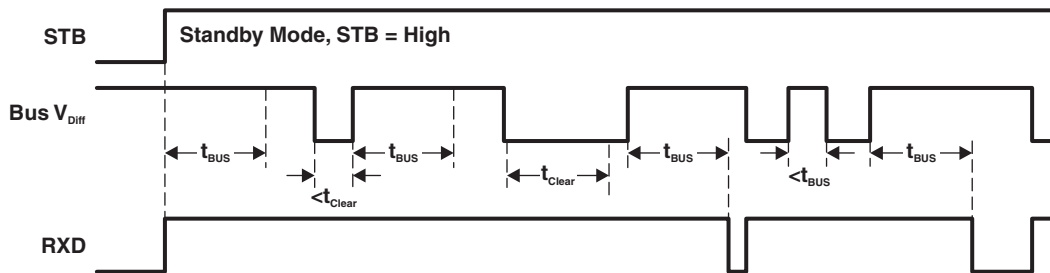 STB
Standby Mode, STB = High
Bus VDiff
tBUS
tBUS
tBUS
tBUS
tClear
<tBUS
<tClear
RXD